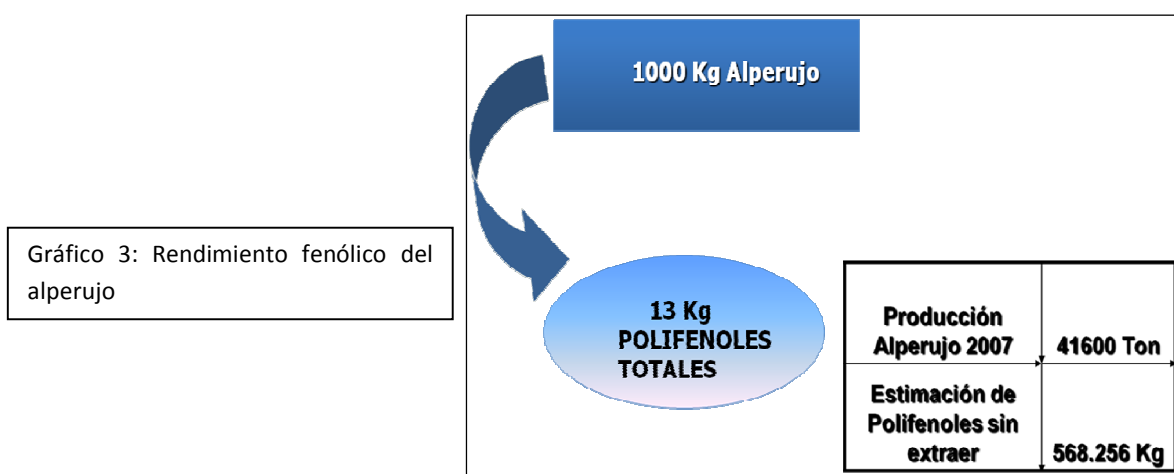 1000 Kg Alperujo
Gráfico 3: Rendimiento fenólico del
alperujo
13 Kg
POLIFENOLES
TOTALES
Producción
Alperujo 2007
41600 Ton
Estimación de
Polifenoles sin
extraer
568.256 Kg